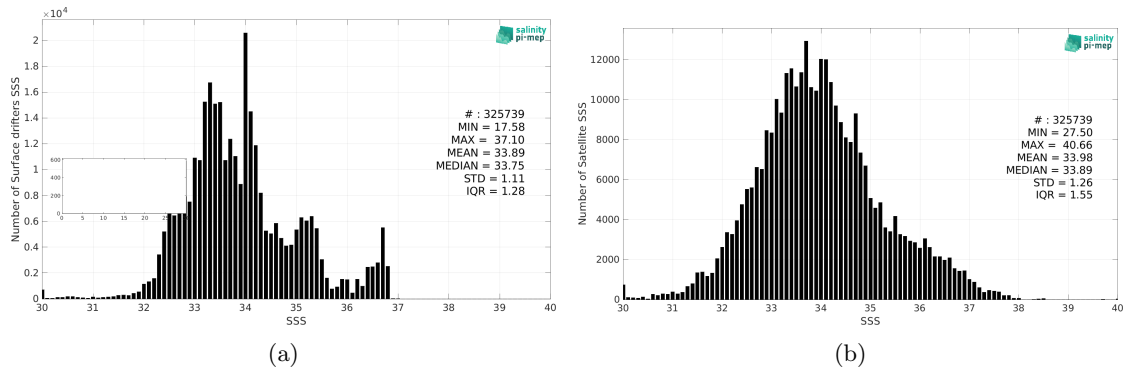 ×10⁴
2
1.8
1.6
1.4
1.2
1
0.8
0.6
0.4
0.2
0
Number of Surface drifters SSS
salinity
pi-mep
# : 325739
MIN = 17.58
MAX = 37.10
MEAN = 33.89
MEDIAN = 33.75
STD = 1.11
IQR = 1.28
600
400
200
0
0 5 10 15 20 25
30 31 32 33 34 35 36 37 38 39 40
SSS
(a)
12000
10000
8000
6000
4000
2000
0
Number of Satellite SSS
salinity
pi-mep
# : 325739
MIN = 27.50
MAX = 40.66
MEAN = 33.98
MEDIAN = 33.89
STD = 1.26
IQR = 1.55
30 31 32 33 34 35 36 37 38 39 40
SSS
(b)